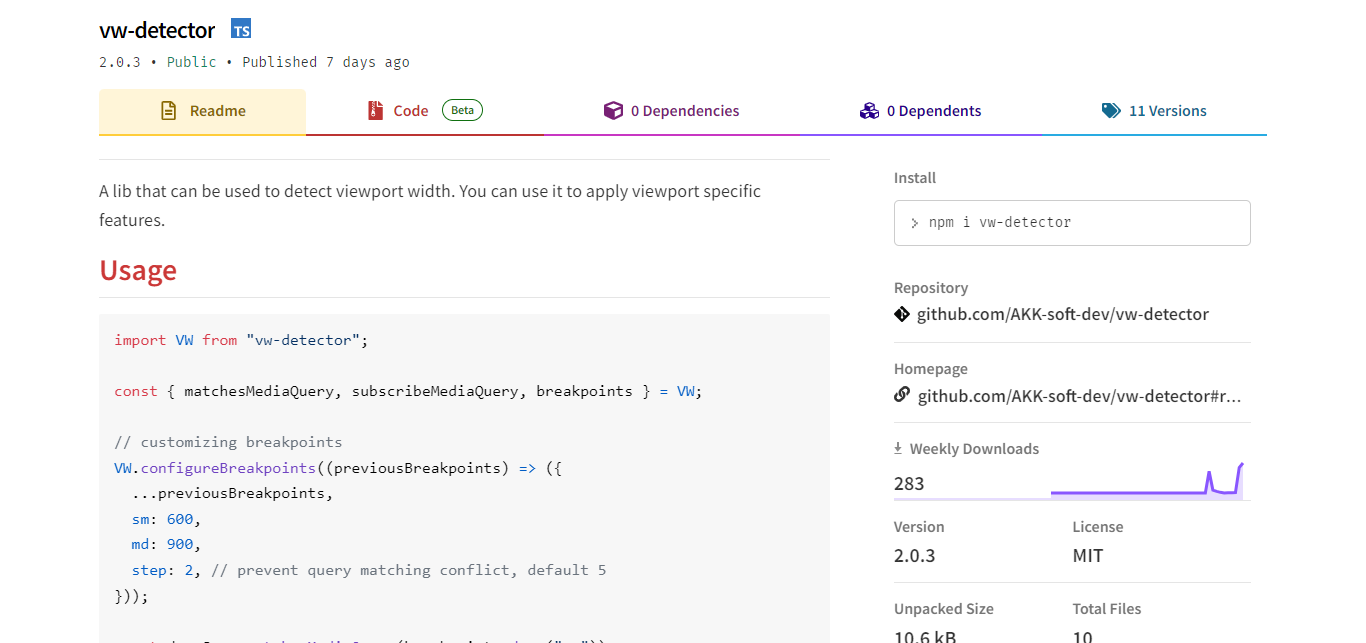 vw-detector TS
2.0.3 • Public • Published 7 days ago
Readme
Code Beta
0 Dependencies
0 Dependents
11 Versions
A lib that can be used to detect viewport width. You can use it to apply viewport specific
features.
Usage
import VW from "vw-detector";
const { matchesMediaQuery, subscribeMediaQuery, breakpoints } = VW;
// customizing breakpoints
VW.configureBreakpoints((previousBreakpoints) => ({
...previousBreakpoints,
sm: 600,
md: 900,
step: 2, // prevent query matching conflict, default 5
}));
Install
> npm i vw-detector
Repository
github.com/AKK-soft-dev/vw-detector
Homepage
github.com/AKK-soft-dev/vw-detector#r...
Weekly Downloads
283
Version
2.0.3
License
MIT
Unpacked Size
10.6 kB
Total Files
10